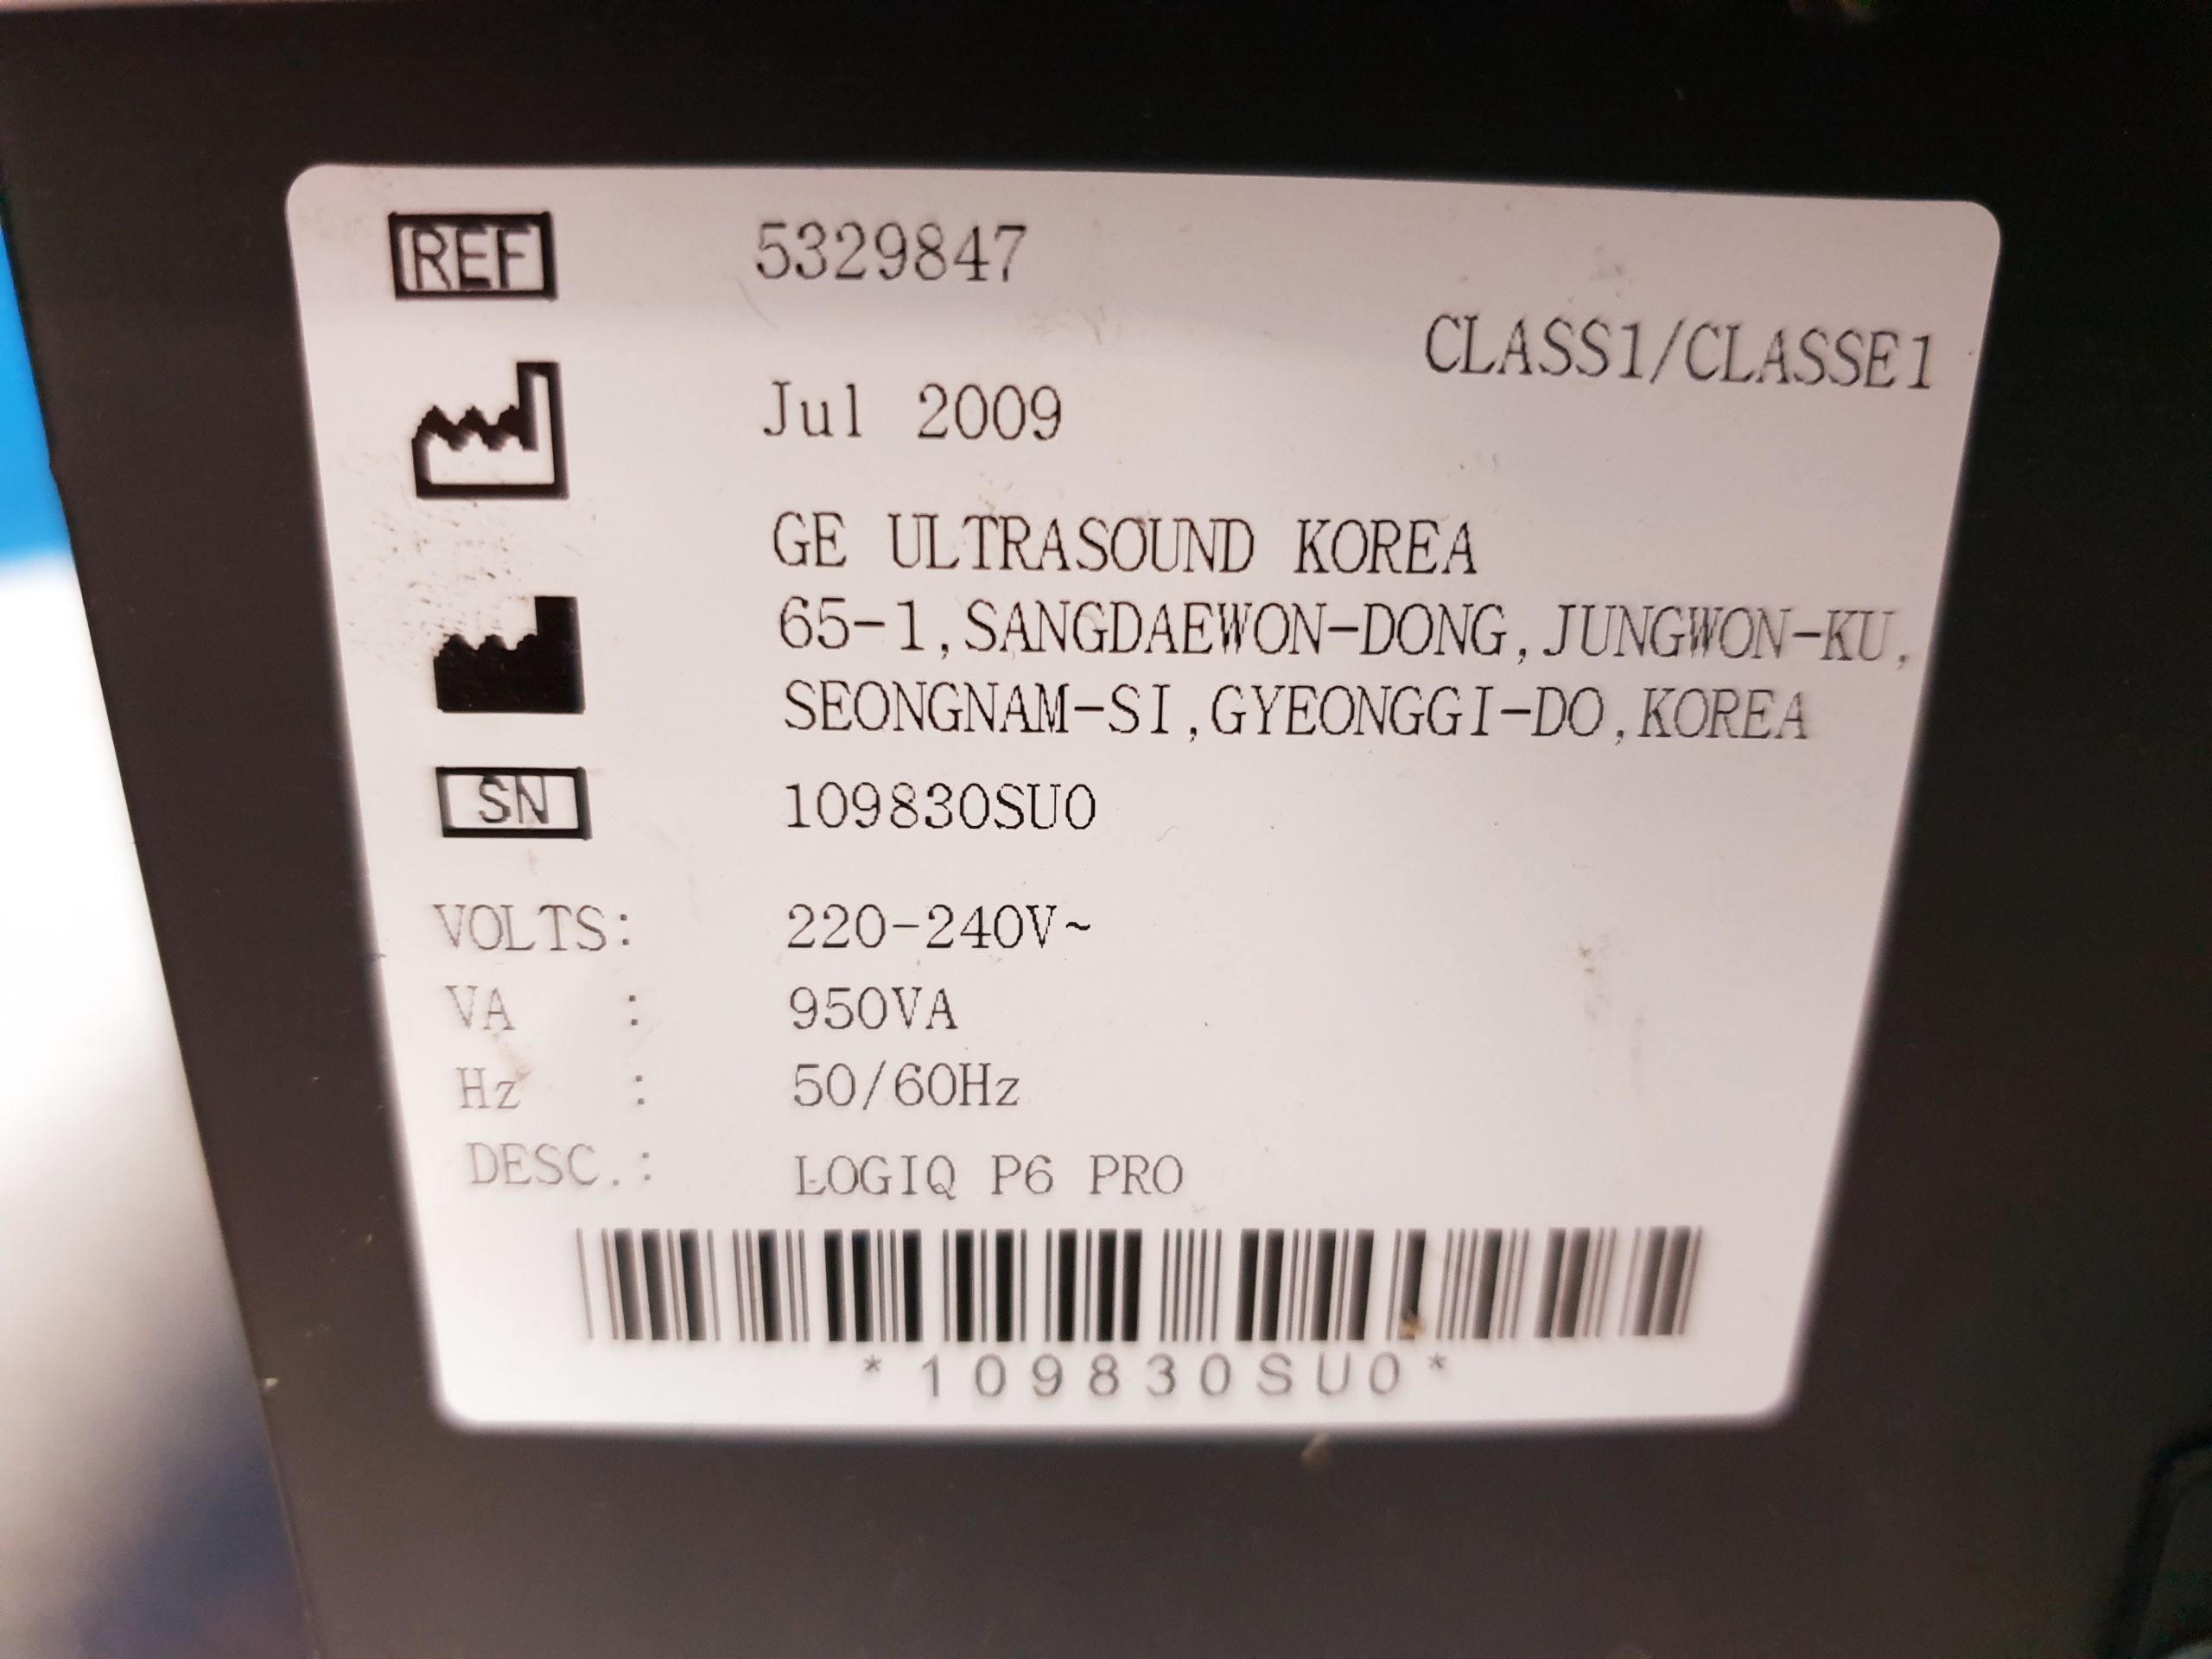 REF 5329847
CLASS1/CLASSE1
Jul 2009
GE ULTRASOUND KOREA
65-1,SANGDAEWON-DONG,JUNGWON-KU,
SEONGNAM-SI,GYEONGGI-DO,KOREA
SN 109830SU0
VOLTS: 220-240V~
VA : 950VA
Hz : 50/60Hz
DESC.: LOGIQ P6 PRO
*109830SU0*